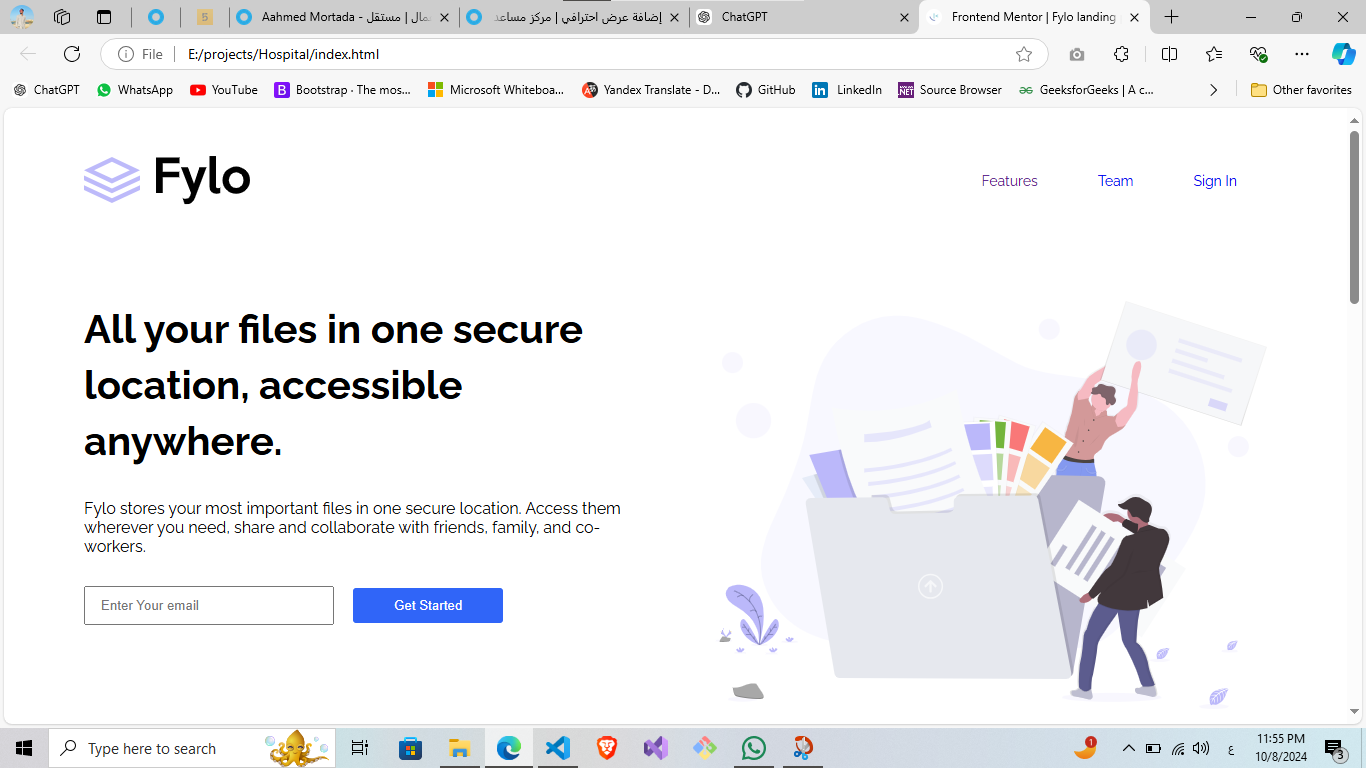 5
Aahmed Mortada - مال | مستقل
إضافة عرض احترافي | مركز مساعد
ChatGPT
Frontend Mentor | Fylo landing
File
E:/projects/Hospital/index.html
ChatGPT
WhatsApp
YouTube
Bootstrap · The mos...
Microsoft Whiteboa...
Yandex Translate - D...
GitHub
LinkedIn
Source Browser
GeeksforGeeks | A c...
Other favorites
Fylo
Features
Team
Sign In
All your files in one secure
location, accessible
anywhere.
Fylo stores your most important files in one secure location. Access them
wherever you need, share and collaborate with friends, family, and co-
workers.
Enter Your email
Get Started
Type here to search
1
ع
11:55 PM
10/8/2024
3